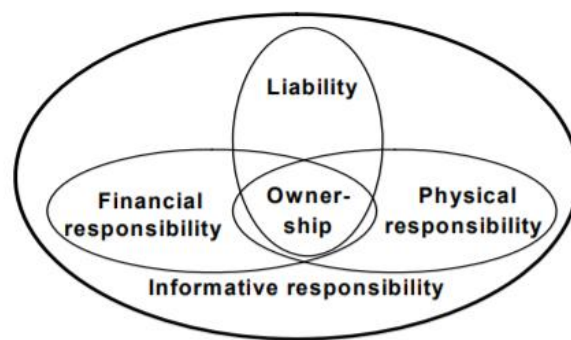 Liability
Financial
responsibility
Owner-
ship
Physical
responsibility
Informative responsibility